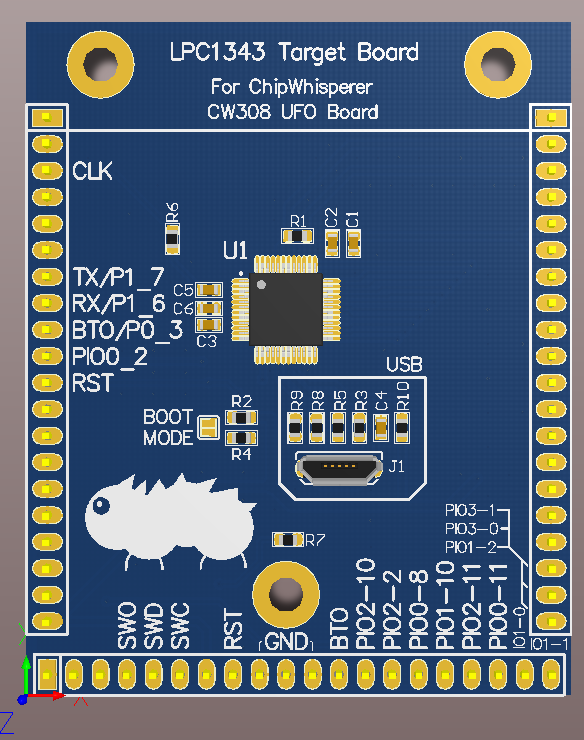 LPC1343 Target Board
For ChipWhisperer
CW308 UFO Board
CLK
R6
R1
C2
C1
U1
TX/P1_7
RX/P1_6
BTO/P0_3
PIO0_2
RST
C5
C6
C3
USB
BOOT
MODE
R2
R4
R9
R8
R5
R3
C4
R10
J1
R7
PIO3-1
PIO3-0
PIO1-2
SWO
SWD
SWC
RST
GND
BTO
PIO2-10
PIO2-2
PIO0-8
PIO1-10
PIO2-11
PIO0-11
IO1-0
IO1-1
X
Z